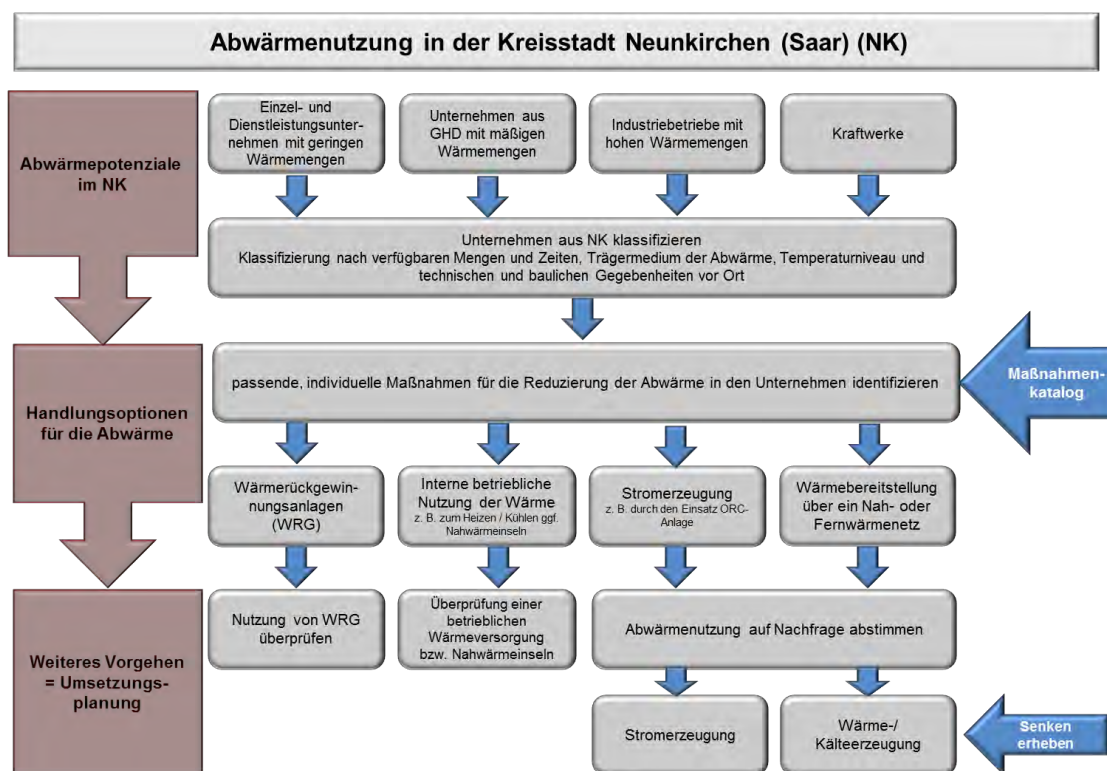 Abwärmenutzung in der Kreisstadt Neunkirchen (Saar) (NK)
Abwärmepotenziale
im NK
Einzel- und
Dienstleistungsunter-
nehmen mit geringen
Wärmemengen
Unternehmen aus
GHD mit mäßigen
Wärmemengen
Industriebetriebe mit
hohen Wärmemengen
Kraftwerke
Unternehmen aus NK klassifizieren
Klassifizierung nach verfügbaren Mengen und Zeiten, Trägermedium der Abwärme, Temperaturniveau und
technischen und baulichen Gegebenheiten vor Ort
Handlungsoptionen
für die Abwärme
passende, individuelle Maßnahmen für die Reduzierung der Abwärme in den Unternehmen identifizieren
Maßnahmen-
katalog
Wärmerückgewin-
nungsanlagen
(WRG)
Interne betriebliche
Nutzung der Wärme
z. B. zum Heizen / Kühlen ggf.
Nahwärmeinseln
Stromerzeugung
z. B. durch den Einsatz ORC-
Anlage
Wärmebereitstellung
über ein Nah- oder
Fernwärmenetz
Weiteres Vorgehen
= Umsetzungs-
planung
Nutzung von WRG
überprüfen
Überprüfung einer
betrieblichen
Wärmeversorgung
bzw. Nahwärmeinseln
Abwärmenutzung auf Nachfrage abstimmen
Stromerzeugung
Wärme-/
Kälteerzeugung
Senken
erheben